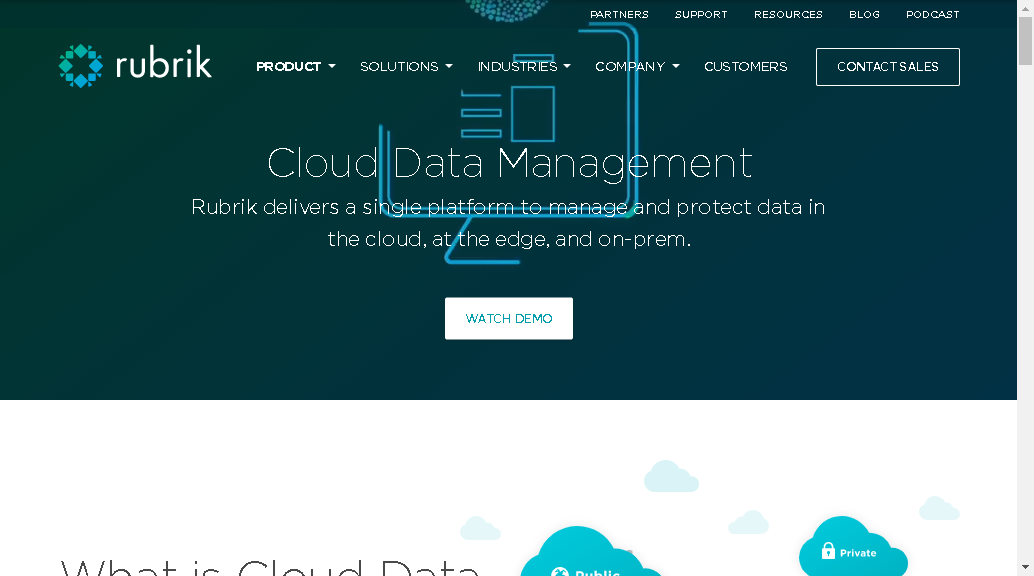 PARTNERS SUPPORT RESOURCES BLOG PODCAST
rubrik PRODUCT SOLUTIONS INDUSTRIES COMPANY CUSTOMERS CONTACT SALES
Cloud Data Management
Rubrik delivers a single platform to manage and protect data in
the cloud, at the edge, and on-prem.
WATCH DEMO
Private
What is Cloud Data
Public